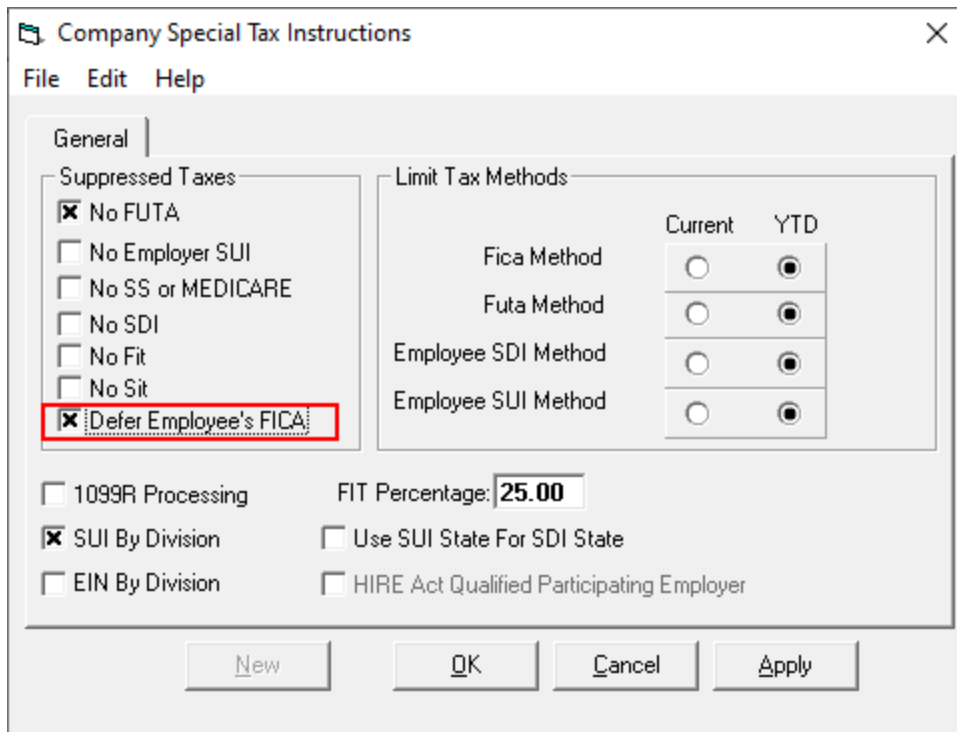 Company Special Tax Instructions
File Edit Help
General
Suppressed Taxes
No FUTA
No Employer SUI
No SS or MEDICARE
No SDI
No Fit
No Sit
Defer Employee's FICA
Limit Tax Methods
Current YTD
Fica Method
Futa Method
Employee SDI Method
Employee SUI Method
1099R Processing FIT Percentage: 25.00
SUI By Division Use SUI State For SDI State
EIN By Division HIRE Act Qualified Participating Employer
New OK Cancel Apply